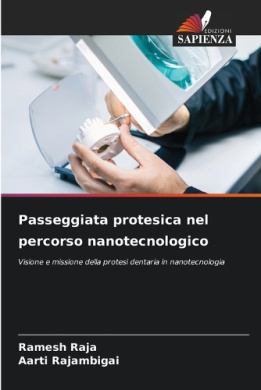 EDIZIONI
SAPIENZA
Passeggiata protesica nel
percorso nanotecnologico
Visione e missione della protesi dentaria in nanotecnologia
Ramesh Raja
Aarti Rajambigai